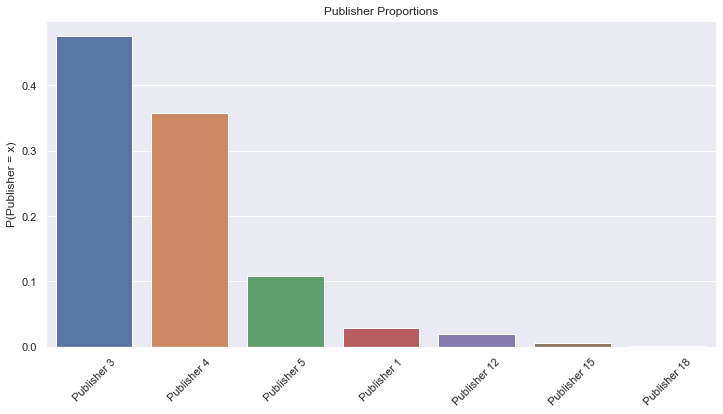 Publisher Proportions
P(Publisher = x)
0.4
0.3
0.2
0.1
0.0
Publisher 3
Publisher 4
Publisher 5
Publisher 1
Publisher 12
Publisher 15
Publisher 18